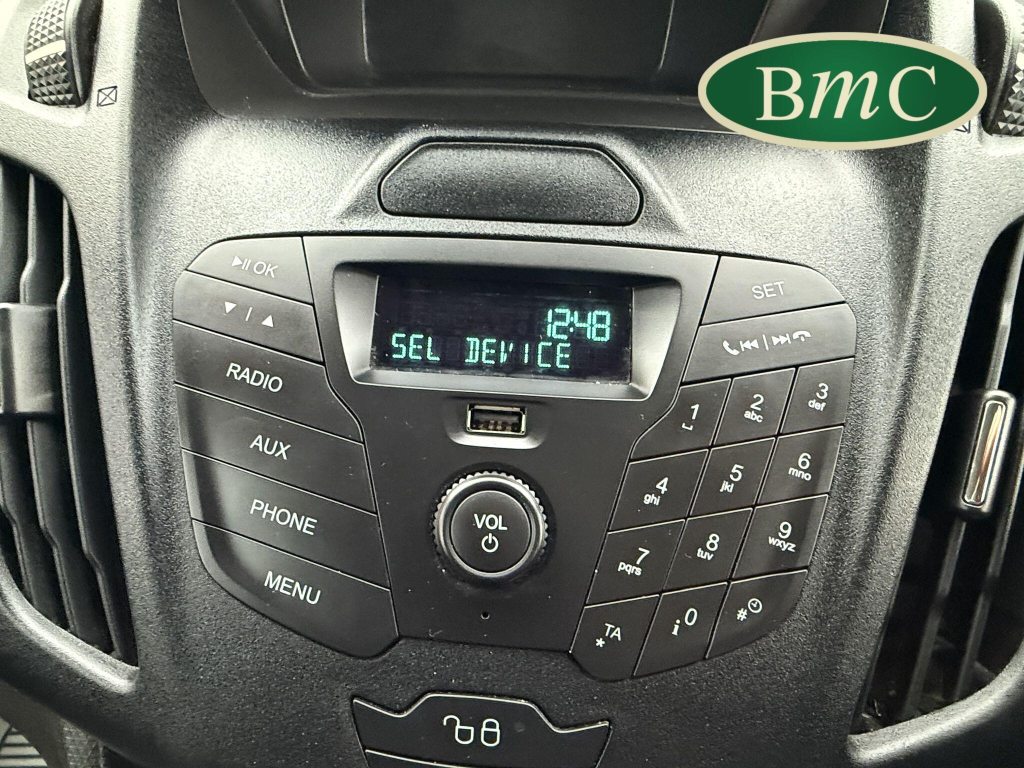 BmC
OK
SET
12:48
SEL DEVICE
RADIO
AUX
PHONE
MENU
VOL
1
2
abc
3
def
4
ghi
5
jkl
6
mno
7
pqrs
8
tuv
9
wxyz
TA
*
i 0
#